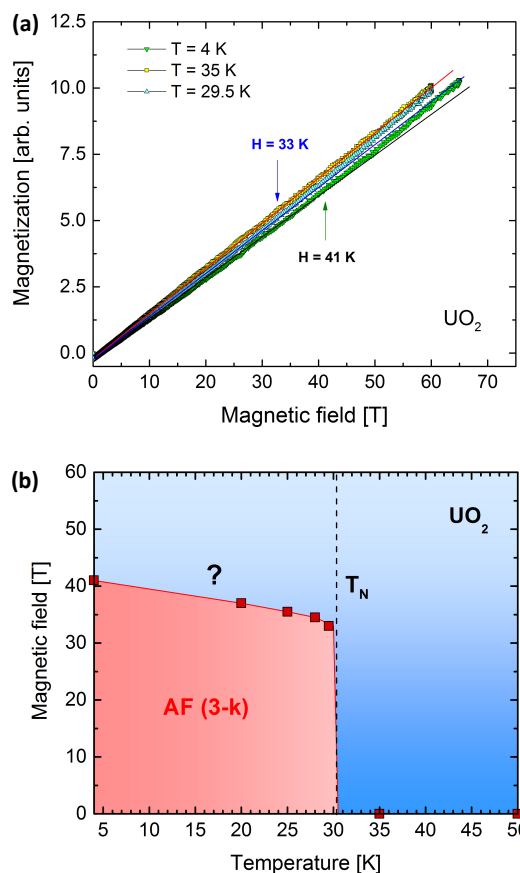 (a)
T = 4 K
T = 35 K
T = 29.5 K
H = 33 K
H = 41 K
UO₂
Magnetization [arb. units]
12.5
10.0
7.5
5.0
2.5
0.0
0 10 20 30 40 50 60 70
Magnetic field [T]
(b)
UO₂
?
T_N
AF (3-k)
Magnetic field [T]
60
50
40
30
20
10
0
5 10 15 20 25 30 35 40 45 50
Temperature [K]